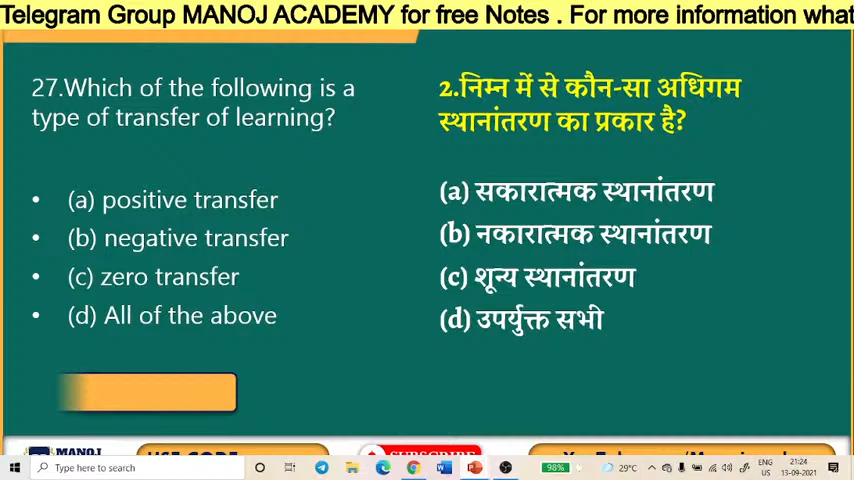 Telegram Group MANOJ ACADEMY for free Notes . For more information what
27.Which of the following is a
type of transfer of learning?
• (a) positive transfer
• (b) negative transfer
• (c) zero transfer
• (d) All of the above
2.निम्न में से कौन-सा अधिगम
स्थानांतरण का प्रकार है?
(a) सकारात्मक स्थानांतरण
(b) नकारात्मक स्थानांतरण
(c) शून्य स्थानांतरण
(d) उपर्युक्त सभी
MANOJ
USE CODE
SUBSCRIBE
Type here to search
98%
29°C
ENG
US
21:24
13-09-2021